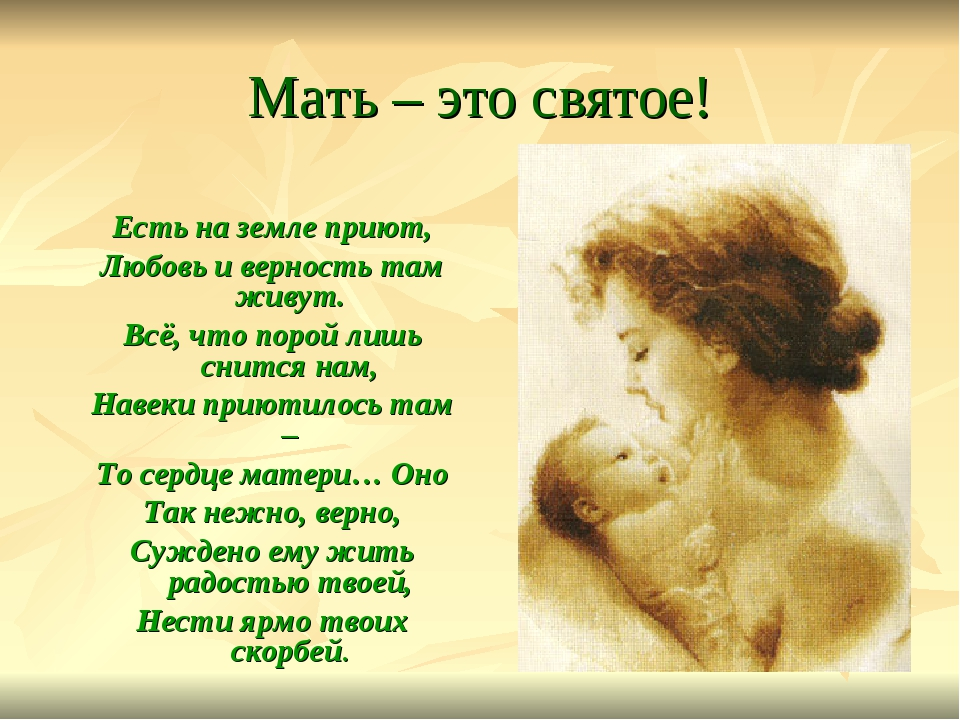 Мать – это святое!
Есть на земле приют,
Любовь и верность там
живут.
Всё, что порой лишь
снится нам,
Навеки приютилось там
–
То сердце матери… Оно
Так нежно, верно,
Суждено ему жить
радостью твоей,
Нести ярмо твоих
скорбей.